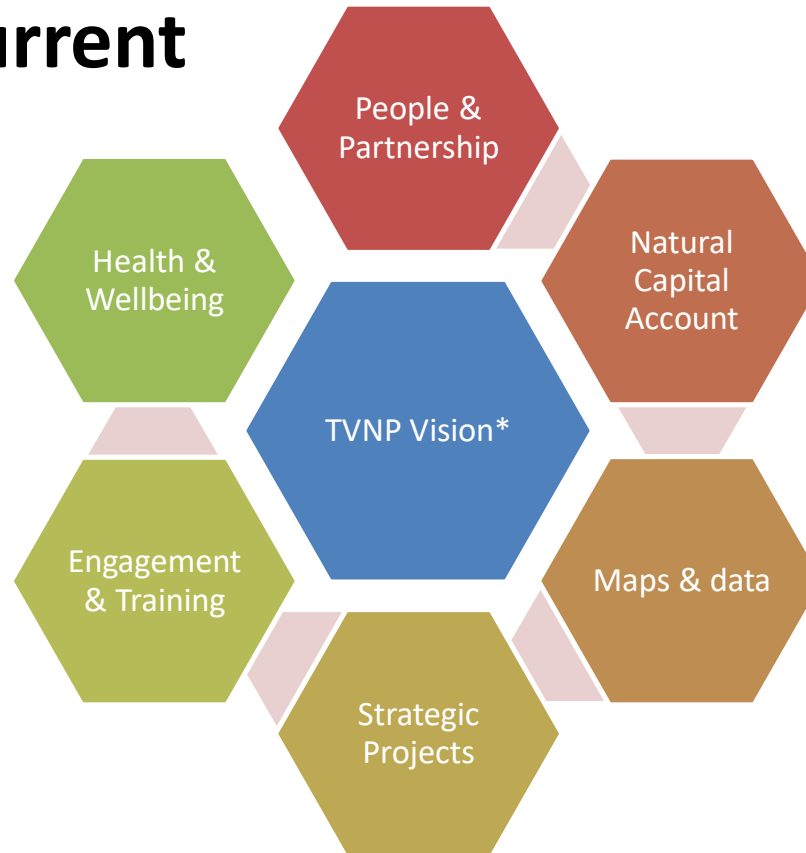 urrent
People &
Partnership
Natural
Capital
Account
Health &
Wellbeing
TVNP Vision*
Maps & data
Engagement
& Training
Strategic
Projects